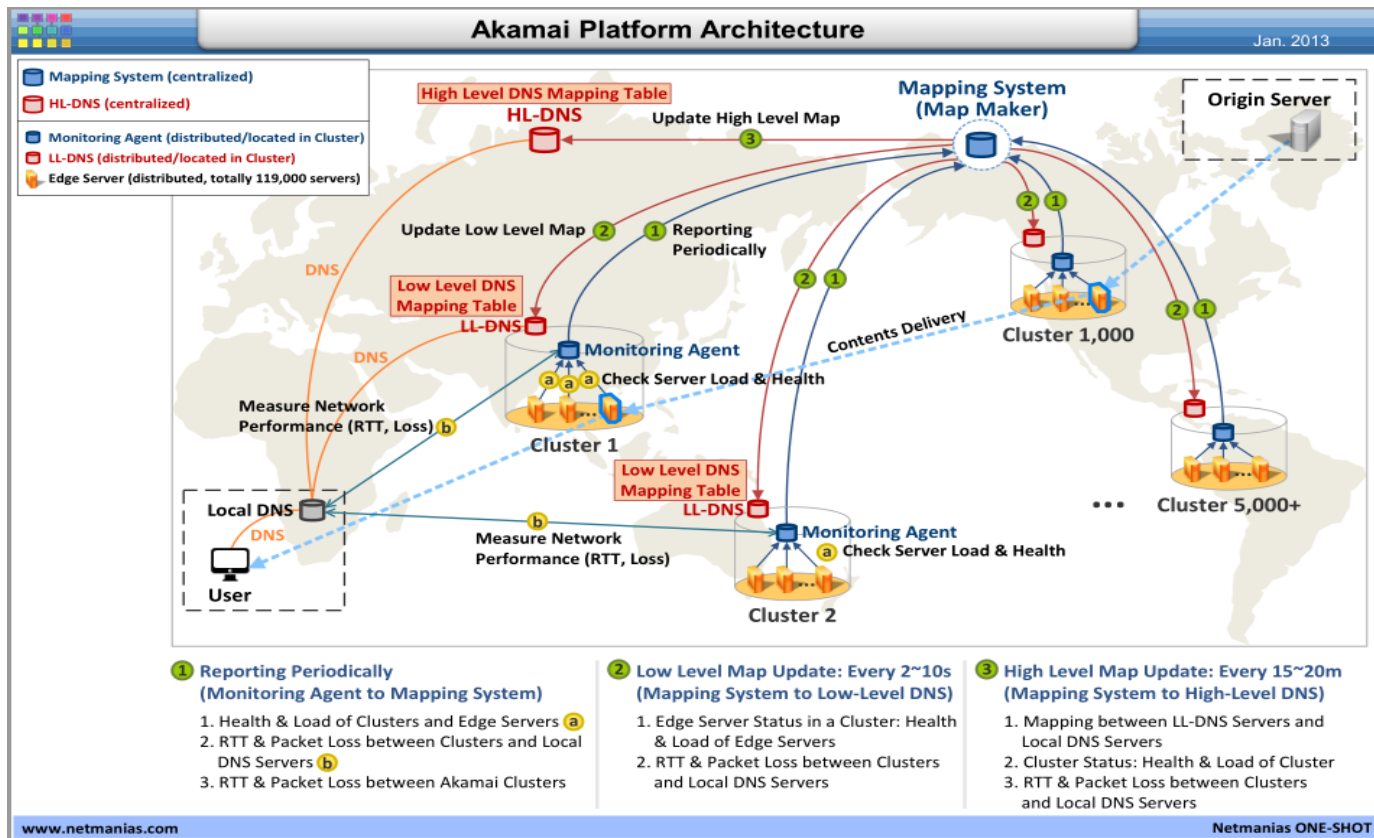 Akamai Platform Architecture
Jan. 2013
Mapping System (centralized)
HL-DNS (centralized)
Monitoring Agent (distributed/located in Cluster)
LL-DNS (distributed/located in Cluster)
Edge Server (distributed, totally 119,000 servers)
High Level DNS Mapping Table
HL-DNS
Update High Level Map
3
Mapping System
(Map Maker)
Origin Server
Update Low Level Map
2
1
Reporting
Periodically
2
1
2
1
2
1
DNS
Low Level DNS
Mapping Table
LL-DNS
DNS
Monitoring Agent
a
a
a
Check Server Load & Health
...
Cluster 1
Contents Delivery
...
Cluster 1,000
Measure Network
Performance (RTT, Loss)
b
Low Level DNS
Mapping Table
LL-DNS
Monitoring Agent
a
Check Server Load & Health
...
Cluster 2
...
...
Cluster 5,000+
Local DNS
DNS
User
b
Measure Network
Performance (RTT, Loss)
1 Reporting Periodically
(Monitoring Agent to Mapping System)
1. Health & Load of Clusters and Edge Servers a
2. RTT & Packet Loss between Clusters and Local
DNS Servers b
3. RTT & Packet Loss between Akamai Clusters
2 Low Level Map Update: Every 2~10s
(Mapping System to Low-Level DNS)
1. Edge Server Status in a Cluster: Health
& Load of Edge Servers
2. RTT & Packet Loss between Clusters
and Local DNS Servers
3 High Level Map Update: Every 15~20m
(Mapping System to High-Level DNS)
1. Mapping between LL-DNS Servers and
Local DNS Servers
2. Cluster Status: Health & Load of Cluster
3. RTT & Packet Loss between Clusters
and Local DNS Servers
www.netmanias.com
Netmanias ONE-SHOT